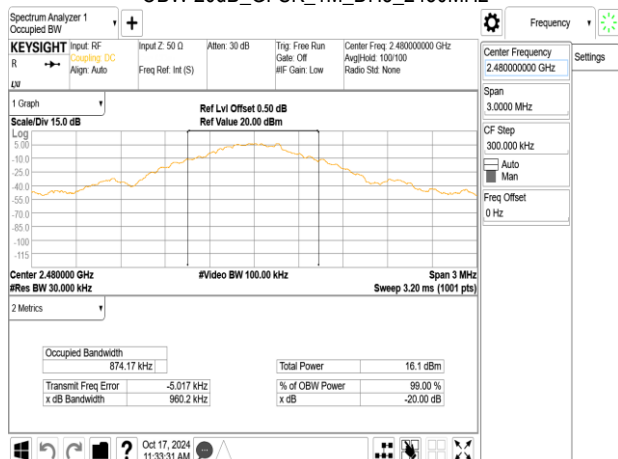 OBW 20dB_GFSK_1M_DH5_2480MHz
Spectrum Analyzer 1
Occupied BW
Frequency
KEYSIGHT
R
LXI
Input: RF
Coupling: DC
Align: Auto
Input Z: 50 Ω
Freq Ref: Int (S)
Atten: 30 dB
Trig: Free Run
Gate: Off
#IF Gain: Low
Center Freq: 2.480000000 GHz
Avg|Hold: 100/100
Radio Std: None
Center Frequency
2.480000000 GHz
Settings
Span
3.0000 MHz
CF Step
300.000 kHz
Auto
Man
Freq Offset
0 Hz
1 Graph
Scale/Div 15.0 dB
Ref Lvl Offset 0.50 dB
Ref Value 20.00 dBm
Log
5.00
-10.0
-25.0
-40.0
-55.0
-70.0
-85.0
-100
-115
Center 2.480000 GHz
#Res BW 30.000 kHz
#Video BW 100.00 kHz
Span 3 MHz
Sweep 3.20 ms (1001 pts)
2 Metrics
Occupied Bandwidth
874.17 kHz
Total Power 16.1 dBm
Transmit Freq Error -5.017 kHz
% of OBW Power 99.00 %
x dB Bandwidth 960.2 kHz
x dB -20.00 dB
?
Oct 17, 2024
11:33:31 AM